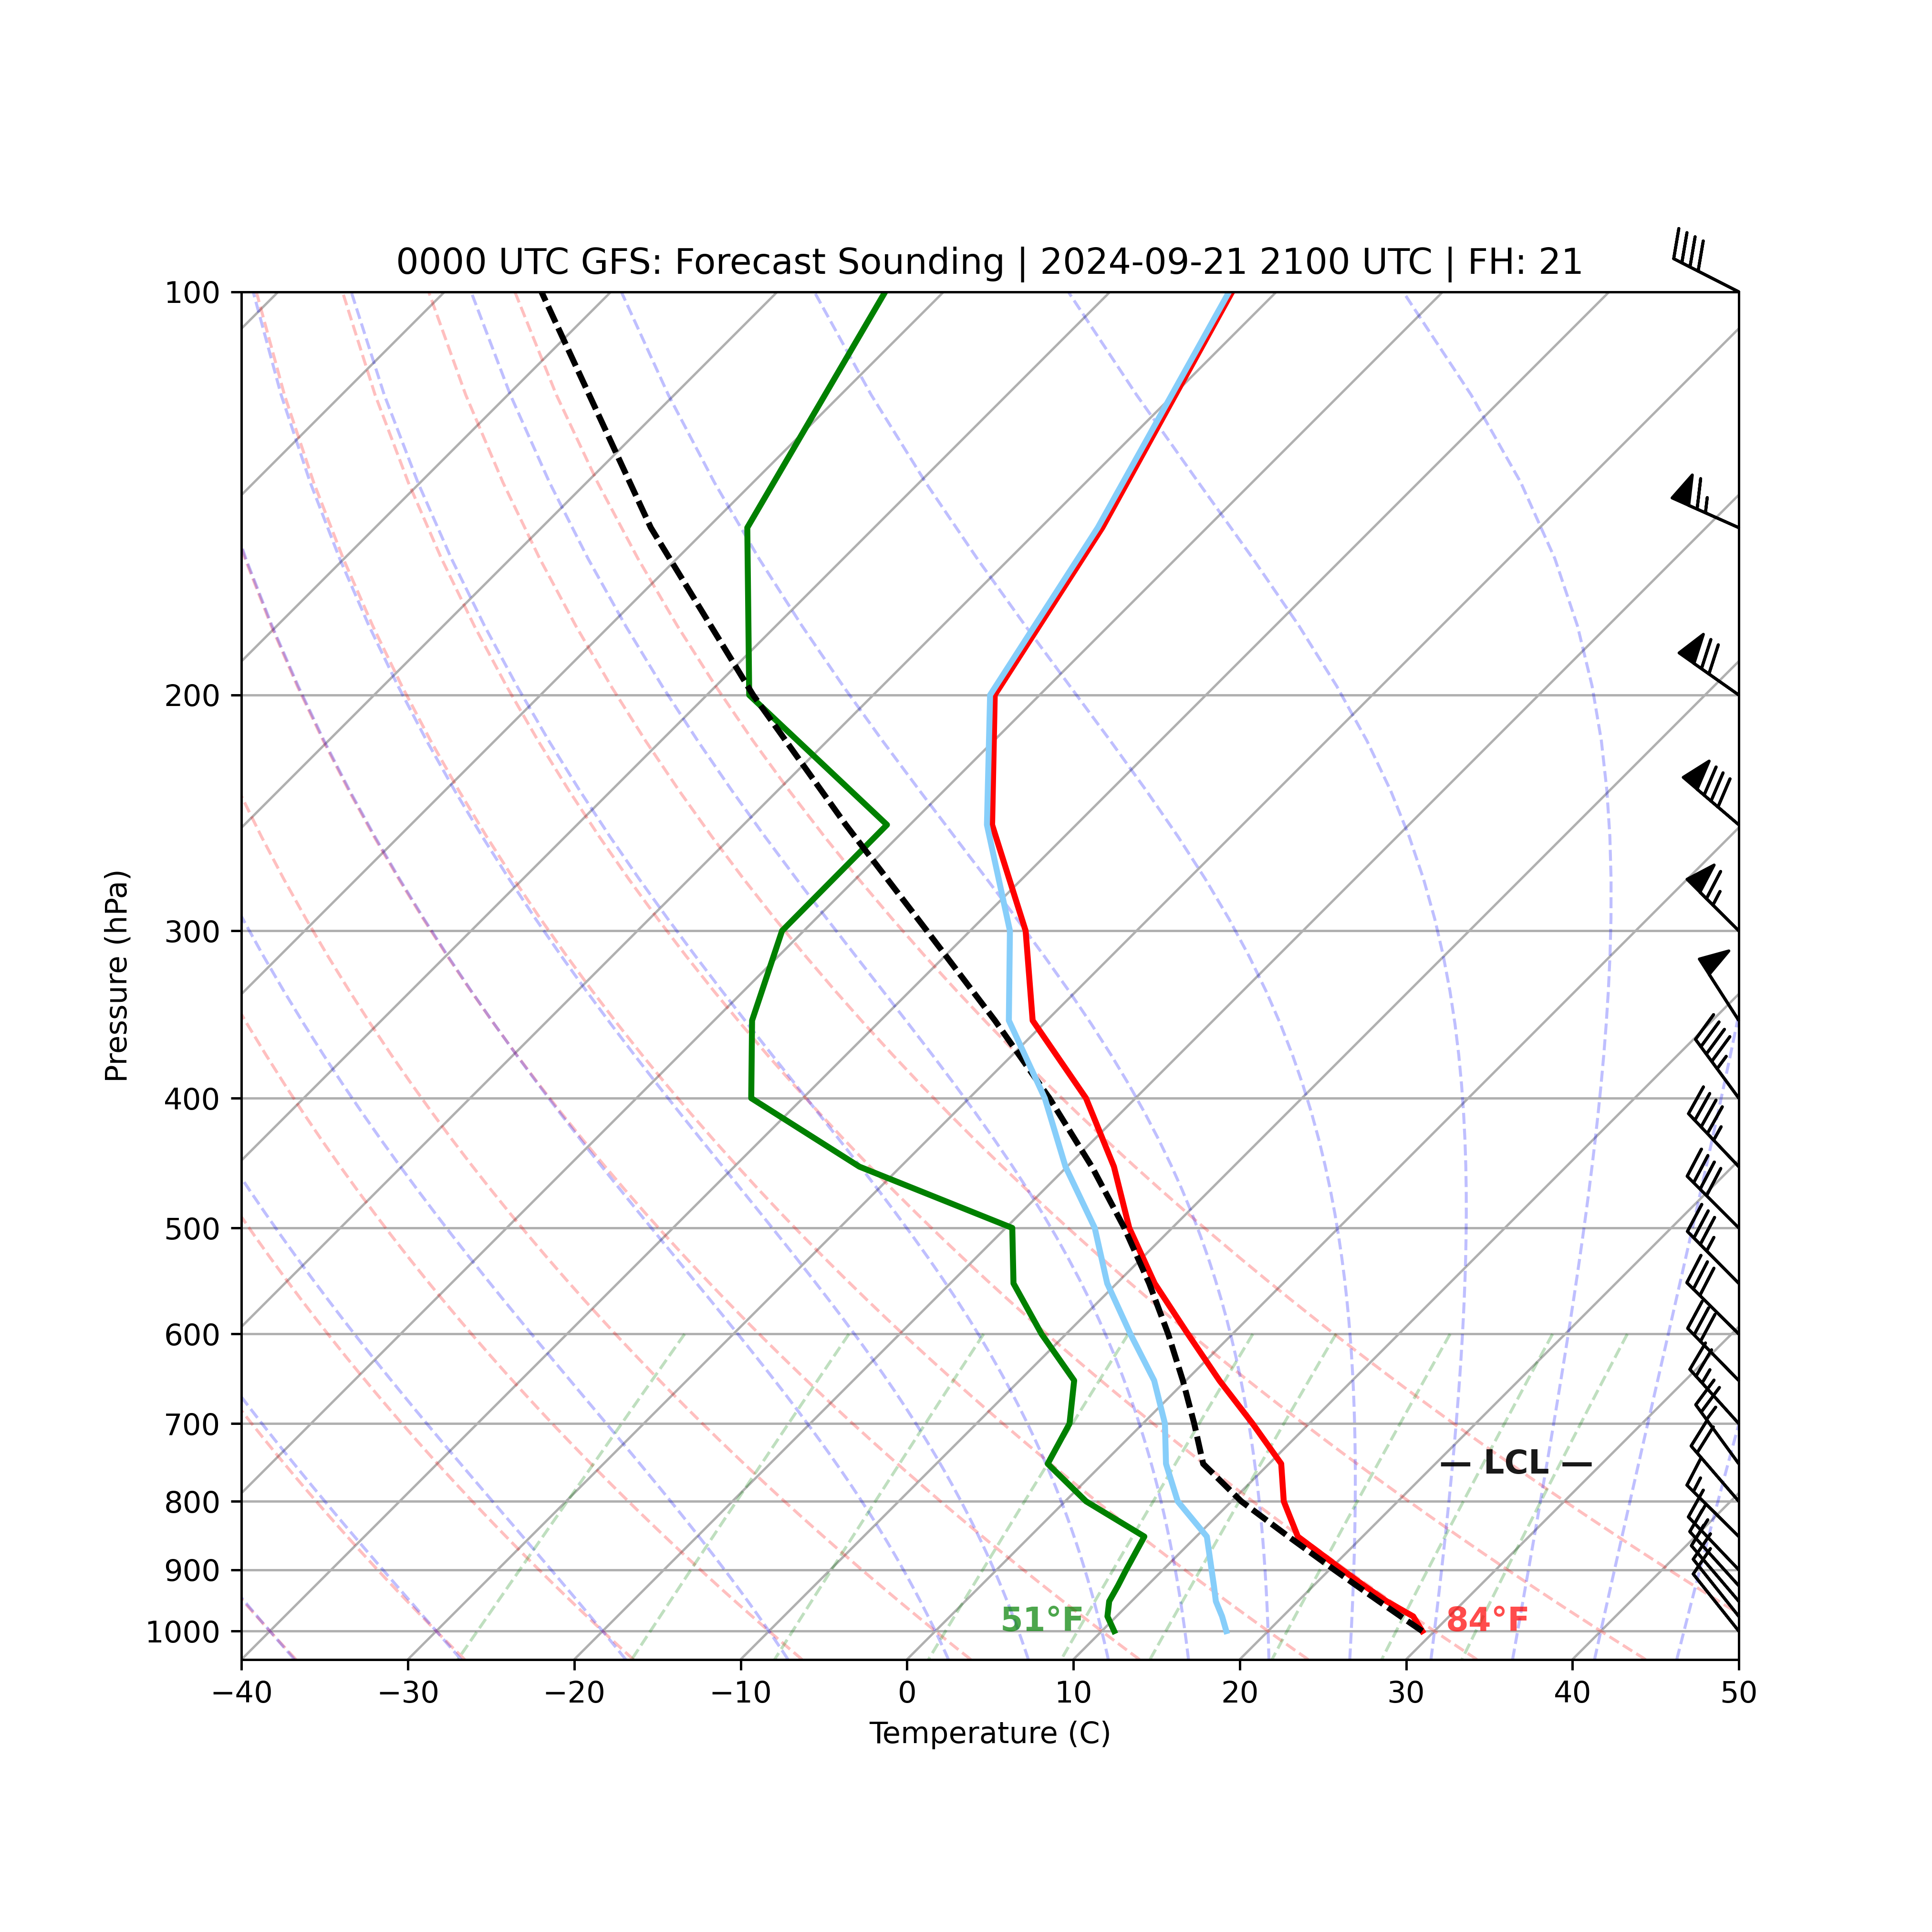 0000 UTC GFS: Forecast Sounding | 2024-09-21 2100 UTC | FH: 21
100
200
300
400
500
600
700
800
900
1000
Pressure (hPa)
— LCL —
51°F
84°F
−40 −30 −20 −10 0 10 20 30 40 50
Temperature (C)